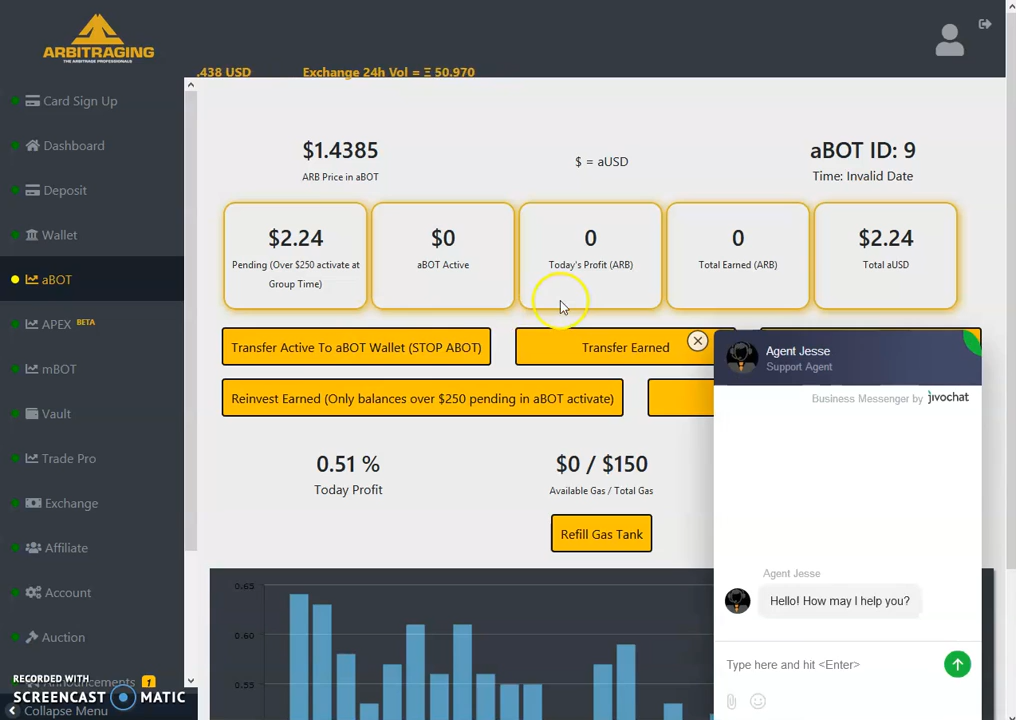 ARBITRAGING
THE ARBITRAGE PROFESSIONALS
.438 USD
Exchange 24h Vol = Ξ 50.970
Card Sign Up
Dashboard
Deposit
Wallet
aBOT
APEX BETA
mBOT
Vault
Trade Pro
Exchange
Affiliate
Account
Auction
Announcements 1
Collapse Menu
RECORDED WITH
SCREENCAST MATIC
$1.4385
ARB Price in aBOT
$ = aUSD
aBOT ID: 9
Time: Invalid Date
$2.24
Pending (Over $250 activate at
Group Time)
$0
aBOT Active
0
Today's Profit (ARB)
0
Total Earned (ARB)
$2.24
Total aUSD
Transfer Active To aBOT Wallet (STOP ABOT)
Transfer Earned
Reinvest Earned (Only balances over $250 pending in aBOT activate)
0.51 %
Today Profit
$0 / $150
Available Gas / Total Gas
Refill Gas Tank
0.65
0.60
0.55
Agent Jesse
Support Agent
Business Messenger by jivochat
Agent Jesse
Hello! How may I help you?
Type here and hit <Enter>